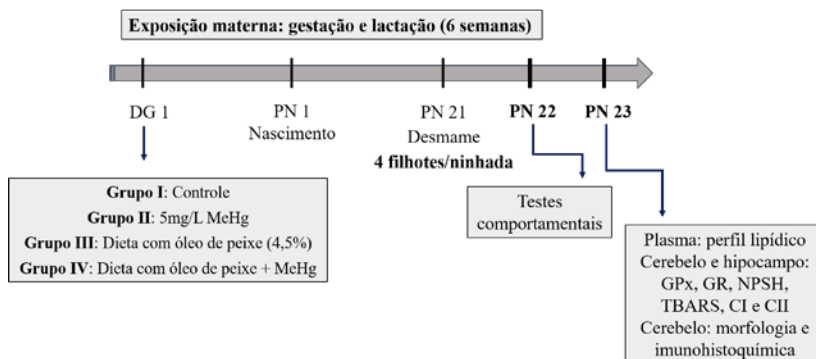 Exposição materna: gestação e lactação (6 semanas)
DG 1
PN 1
Nascimento
PN 21
Desmame
4 filhotes/ninhada
PN 22
PN 23
Grupo I: Controle
Grupo II: 5mg/L MeHg
Grupo III: Dieta com óleo de peixe (4,5%)
Grupo IV: Dieta com óleo de peixe + MeHg
Testes
comportamentais
Plasma: perfil lipídico
Cerebelo e hipocampo:
GPx, GR, NPSH,
TBARS, CI e CII
Cerebelo: morfologia e
imunohistoquímica